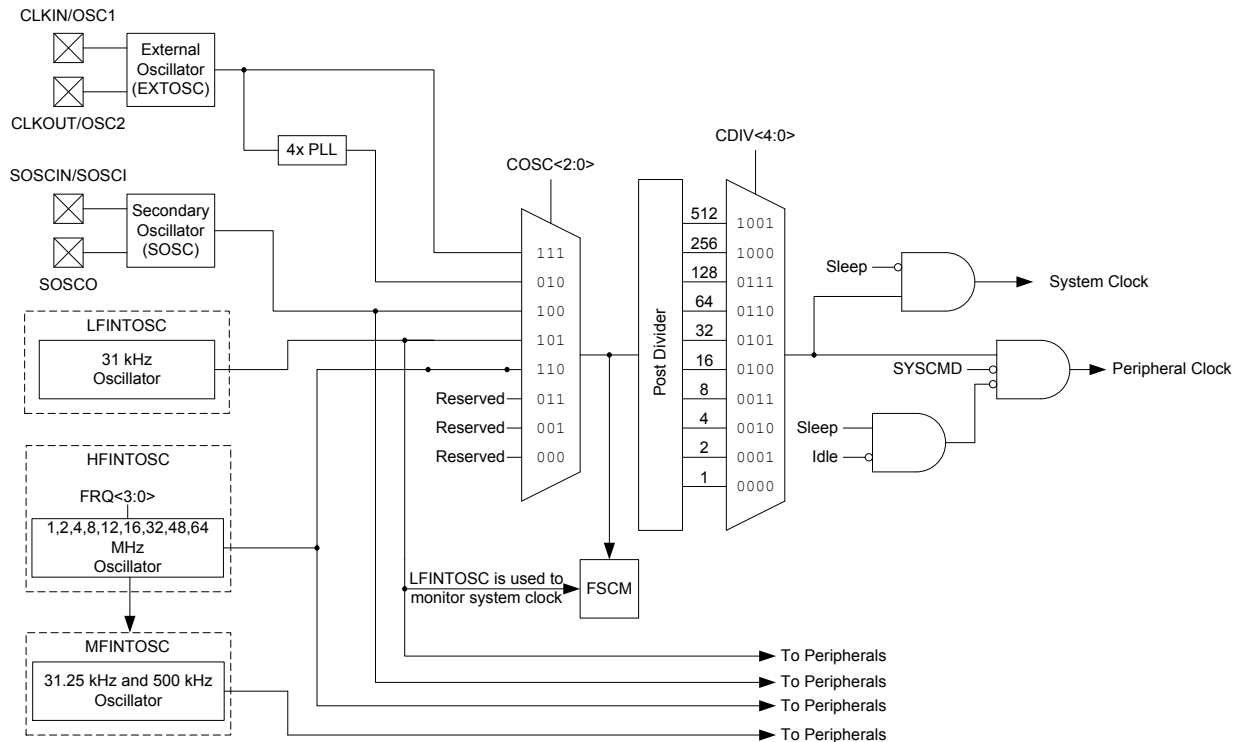 CLKIN/OSC1
External
Oscillator
(EXTOSC)
CLKOUT/OSC2
4x PLL
SOSCIN/SOSCI
Secondary
Oscillator
(SOSC)
SOSCO
LFINTOSC
31 kHz
Oscillator
HFINTOSC
FRQ<3:0>
1,2,4,8,12,16,32,48,64
MHz
Oscillator
MFINTOSC
31.25 kHz and 500 kHz
Oscillator
COSC<2:0>
111
010
100
101
110
Reserved 011
Reserved 001
Reserved 000
LFINTOSC is used to
monitor system clock
FSCM
Post Divider
CDIV<4:0>
512 1001
256 1000
128 0111
64 0110
32 0101
16 0100
8 0011
4 0010
2 0001
1 0000
Sleep
System Clock
SYSCMD
Peripheral Clock
Sleep
Idle
To Peripherals
To Peripherals
To Peripherals
To Peripherals